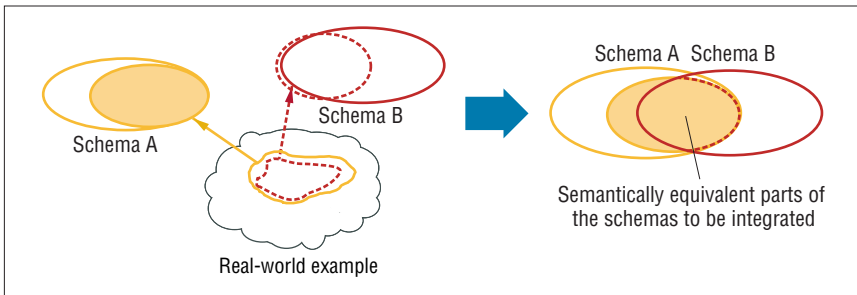 Schema A
Schema B
Real-world example
Schema A Schema B
Semantically equivalent parts of
the schemas to be integrated